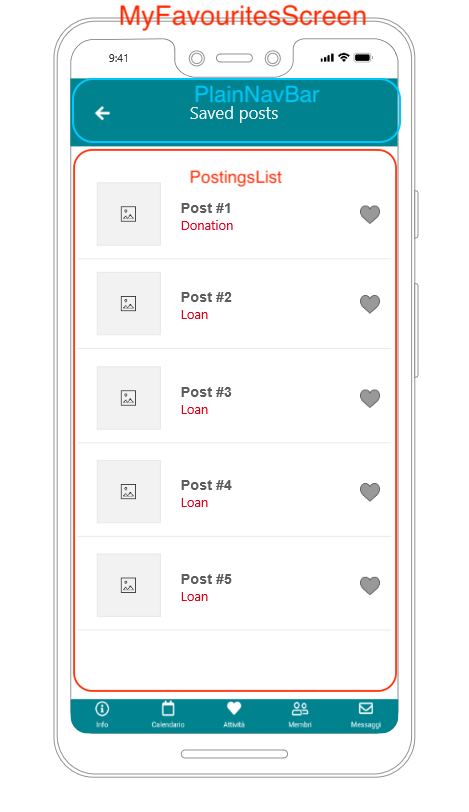 MyFavouritesScreen
9:41
PlainNavBar
Saved posts
PostingsList
Post #1
Donation
Post #2
Loan
Post #3
Loan
Post #4
Loan
Post #5
Loan
Info Calendario Attività Membri Messaggi